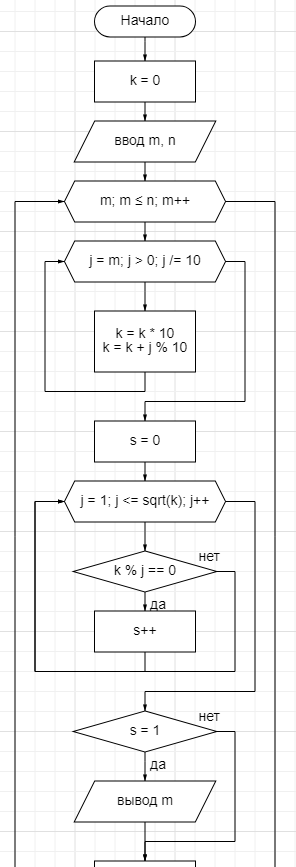 Начало
k = 0
ввод m, n
m; m ≤ n; m++
j = m; j > 0; j /= 10
k = k * 10
k = k + j % 10
s = 0
j = 1; j <= sqrt(k); j++
нет
k % j == 0
да
s++
нет
s = 1
да
вывод m